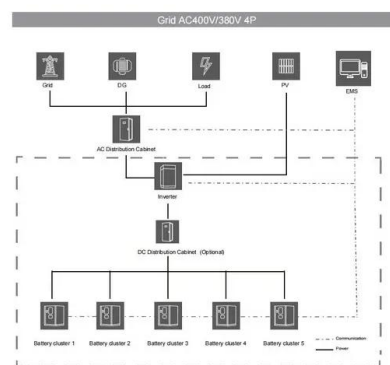 Grid AC400V/380V 4P
Grid
DG
Load
PV
EMS
AC Distribution Cabinet
Inverter
DC Distribution Cabinet (Optional)
Battery cluster 1
Battery cluster 2
Battery cluster 3
Battery cluster 4
Battery cluster 5
Communication
Power